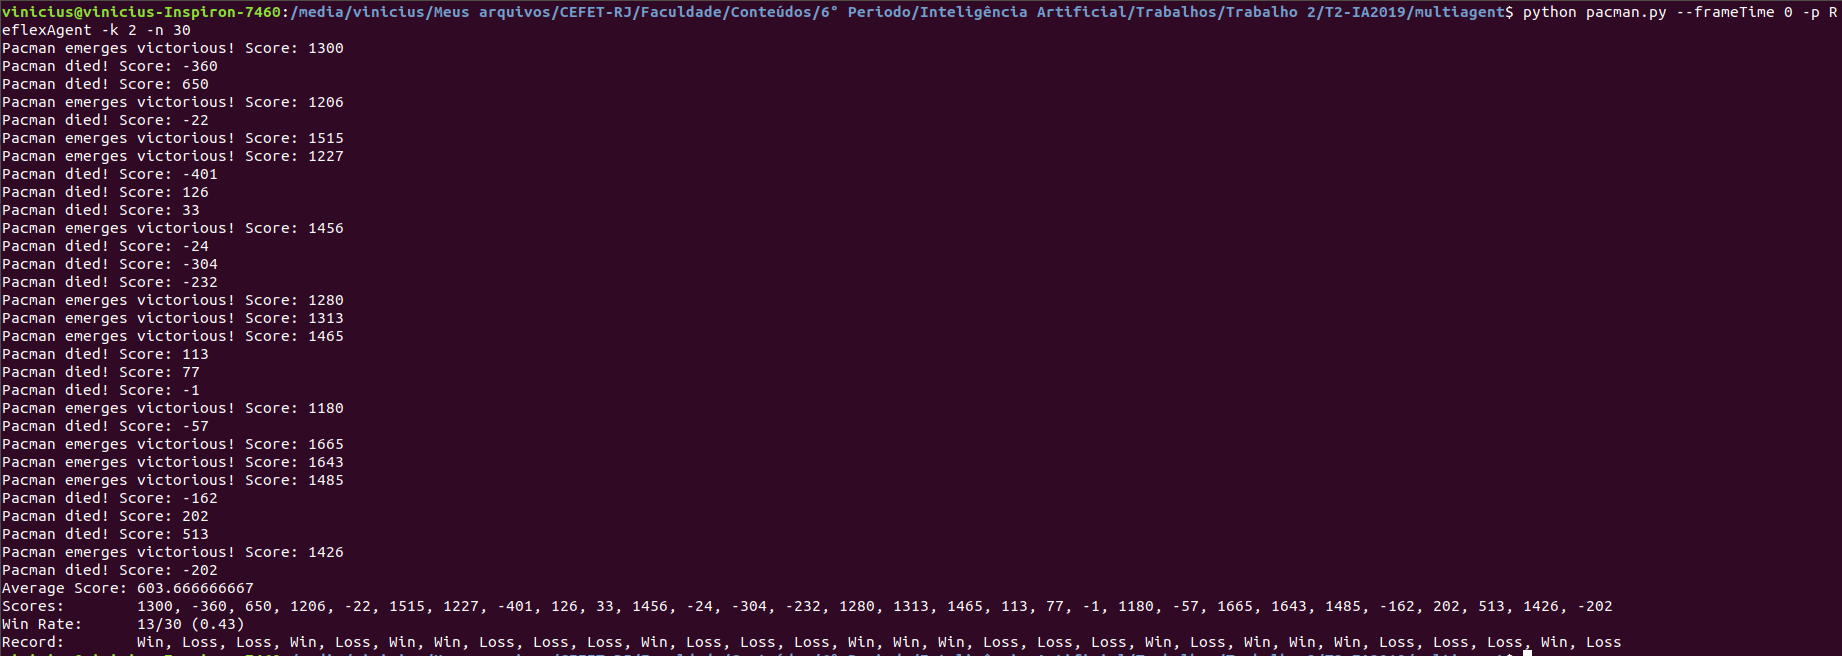 vinicius@vinicius-Inspiron-7460:/media/vinicius/Meus arquivos/CEFET-RJ/Faculdade/Conteúdos/6° Periodo/Inteligência Artificial/Trabalhos/Trabalho 2/T2-IA2019/multiagent$ python pacman.py --frameTime 0 -p R
eflexAgent -k 2 -n 30
Pacman emerges victorious! Score: 1300
Pacman died! Score: -360
Pacman died! Score: 650
Pacman emerges victorious! Score: 1206
Pacman died! Score: -22
Pacman emerges victorious! Score: 1515
Pacman emerges victorious! Score: 1227
Pacman died! Score: -401
Pacman died! Score: 126
Pacman died! Score: 33
Pacman emerges victorious! Score: 1456
Pacman died! Score: -24
Pacman died! Score: -304
Pacman died! Score: -232
Pacman emerges victorious! Score: 1280
Pacman emerges victorious! Score: 1313
Pacman emerges victorious! Score: 1465
Pacman died! Score: 113
Pacman died! Score: 77
Pacman died! Score: -1
Pacman emerges victorious! Score: 1180
Pacman died! Score: -57
Pacman emerges victorious! Score: 1665
Pacman emerges victorious! Score: 1643
Pacman emerges victorious! Score: 1485
Pacman died! Score: -162
Pacman died! Score: 202
Pacman died! Score: 513
Pacman emerges victorious! Score: 1426
Pacman died! Score: -202
Average Score: 603.666666667
Scores:        1300, -360, 650, 1206, -22, 1515, 1227, -401, 126, 33, 1456, -24, -304, -232, 1280, 1313, 1465, 113, 77, -1, 1180, -57, 1665, 1643, 1485, -162, 202, 513, 1426, -202
Win Rate:      13/30 (0.43)
Record:        Win, Loss, Loss, Win, Loss, Win, Win, Loss, Loss, Loss, Win, Loss, Loss, Loss, Win, Win, Win, Loss, Loss, Loss, Win, Loss, Win, Win, Win, Loss, Loss, Loss, Win, Loss